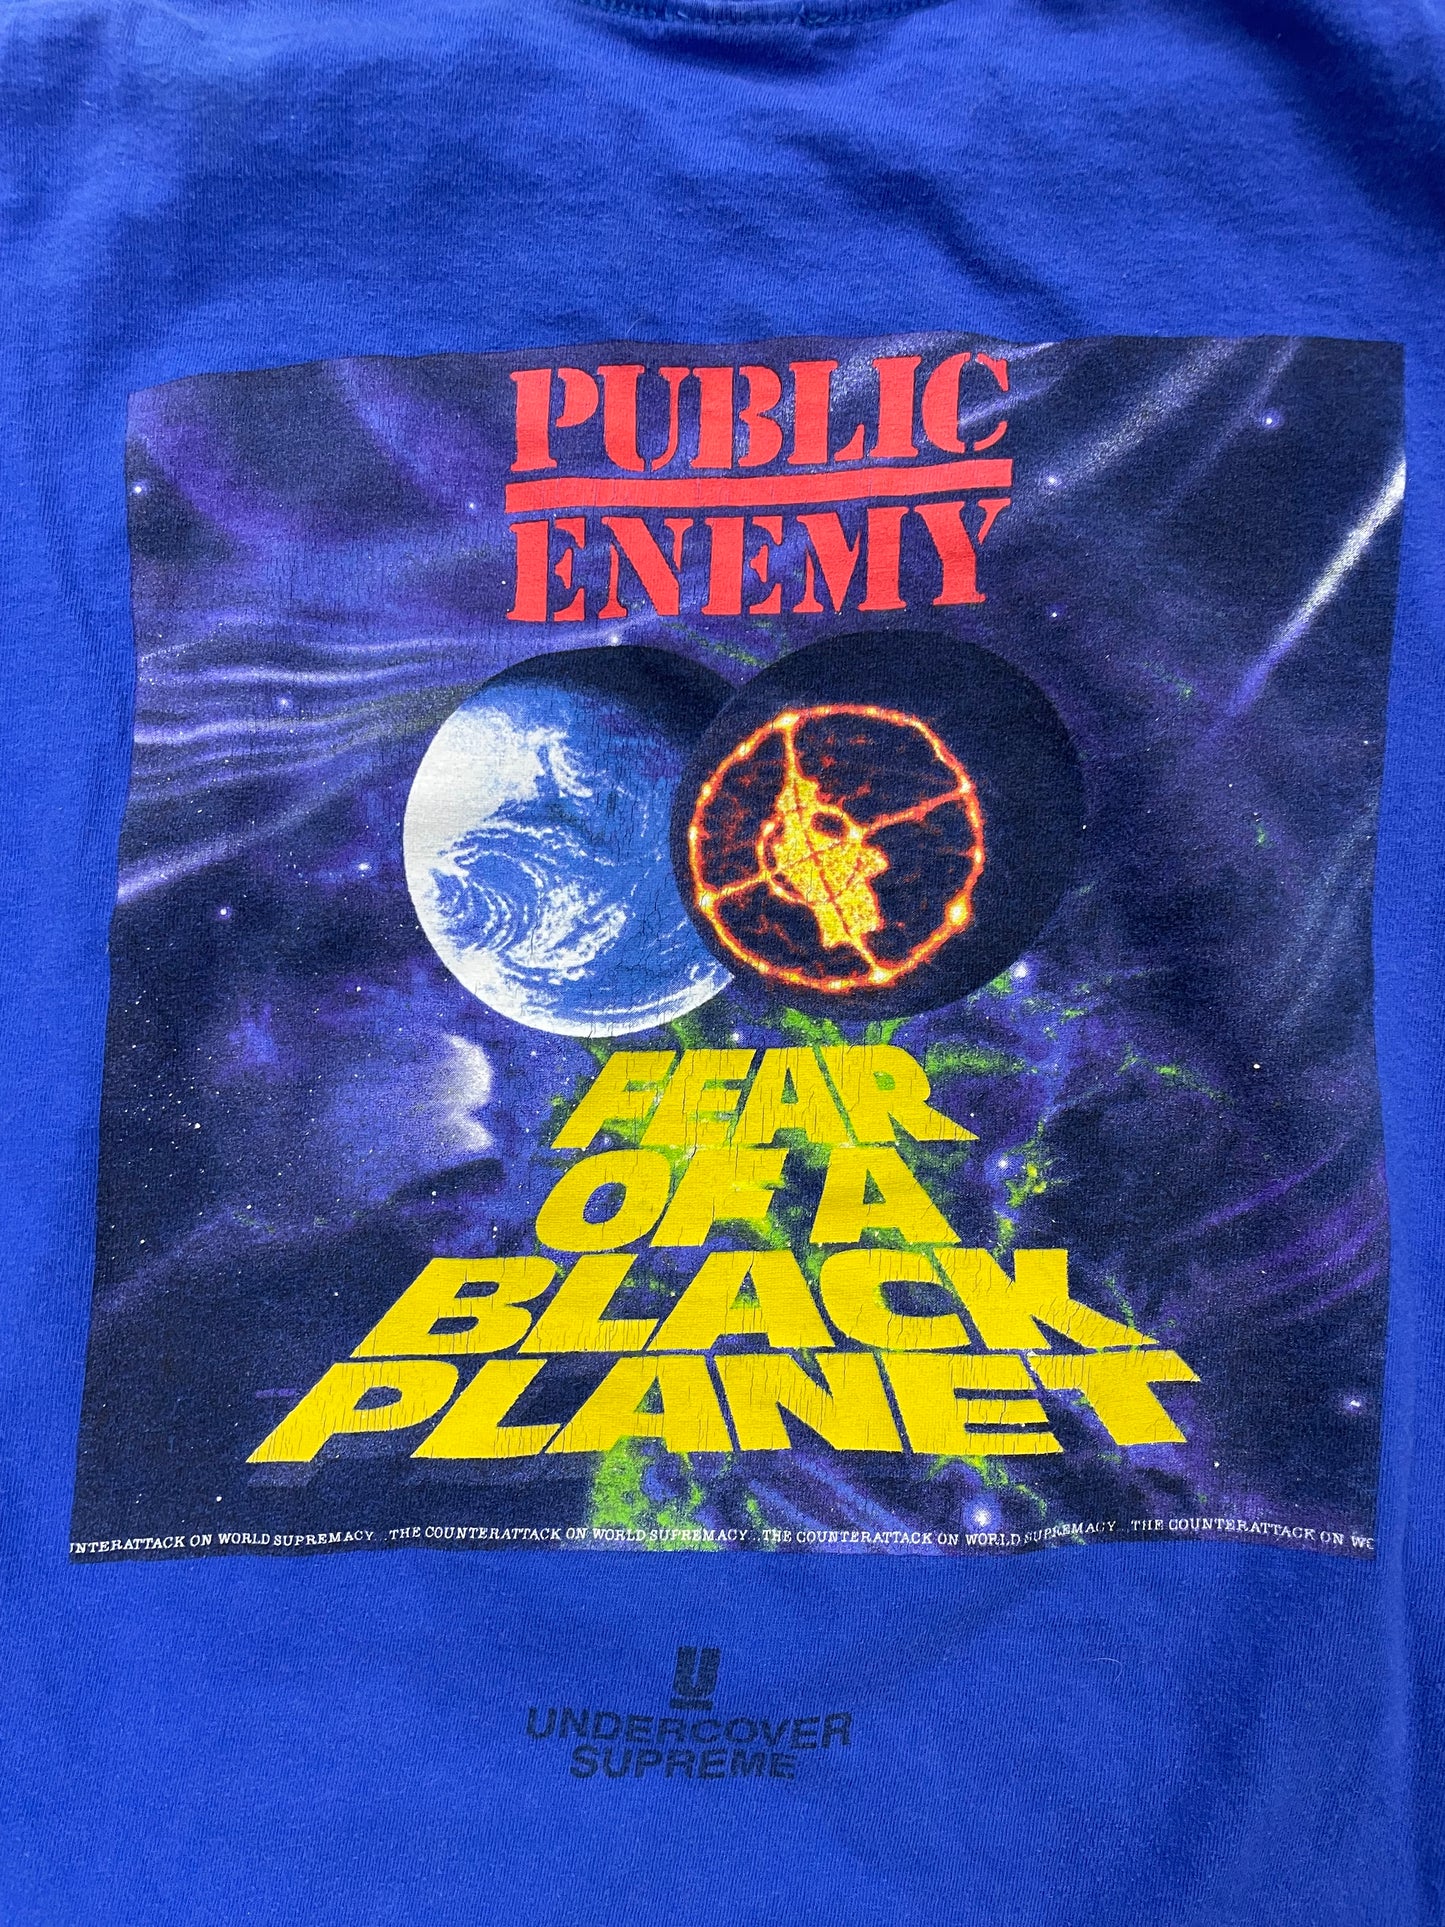 PUBLIC
ENEMY
FEAR
OF A
BLACK
PLANET
UNTERATTACK ON WORLD SUPREMACY...THE COUNTERATTACK ON WORLD SUPREMACY...THE COUNTERATTACK ON WORLD SUPREMACY...THE COUNTERATTACK ON WO
U
UNDERCOVER
SUPREME